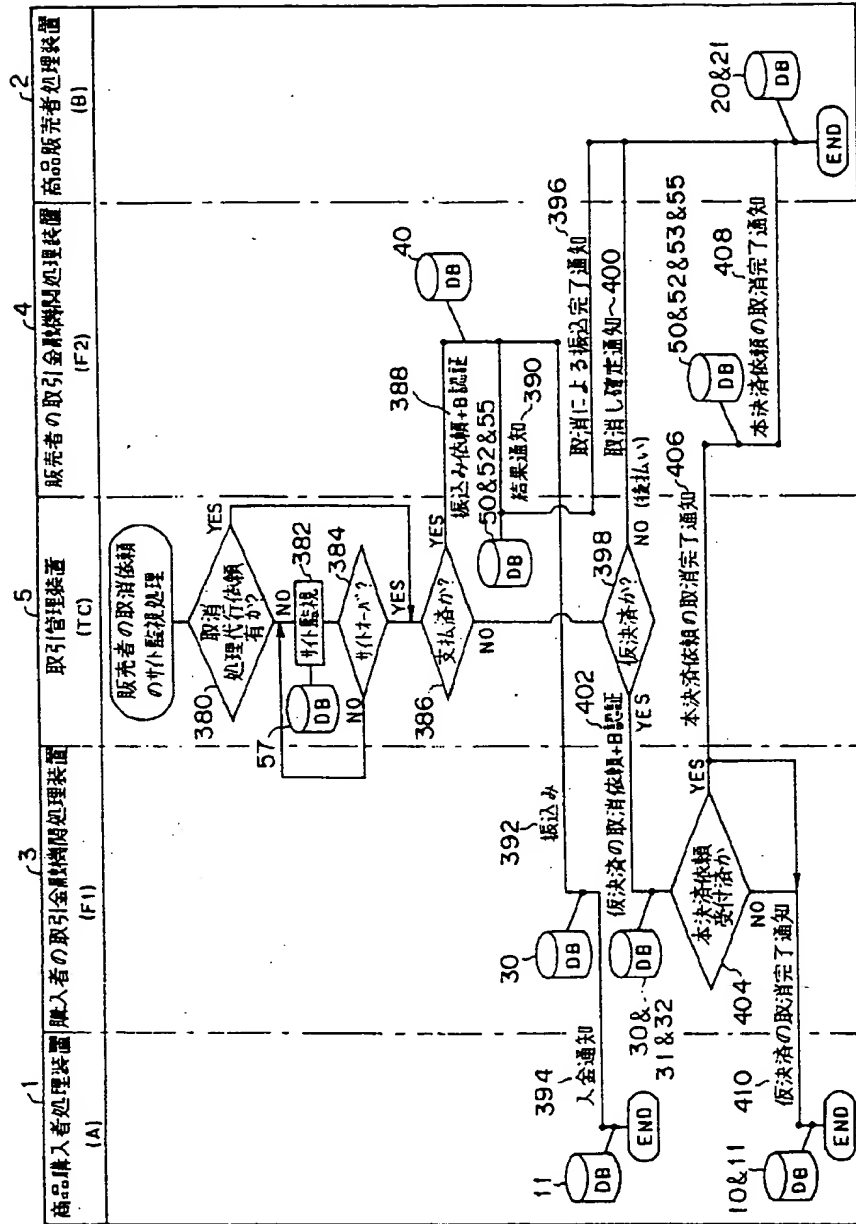 1
商品購入者処理装置
(A)
3
購入者の取引金融機関処理装置
(F1)
5
取引管理装置
(TC)
4
販売者の取引金融機関処理装置
(F2)
2
商品販売者処理装置
(B)
販売者の取消依頼
のサイト監視処理
380
取消
処理代行依頼
有か?
YES
NO
382
サイト監視
57
DB
384
サイトオーバ?
NO
YES
386
支払済か?
YES
NO
388
振込み依頼+B認証
40
DB
50&52&55
DB
結果通知
390
392
振込み
30
DB
394
入金通知
11
DB
END
取消による振込完了通知
396
398
仮決済か?
NO (後払い)
YES
取消し確定通知~400
402
仮決済の取消依頼+B認証
DB
30&
31&32
404
本決済依頼
受付済か
YES
NO
本決済依頼の取消完了通知
406
50&52&53&55
DB
408
本決済依頼の取消完了通知
410
仮決済の取消完了通知
10&11
DB
END
20&21
DB
END